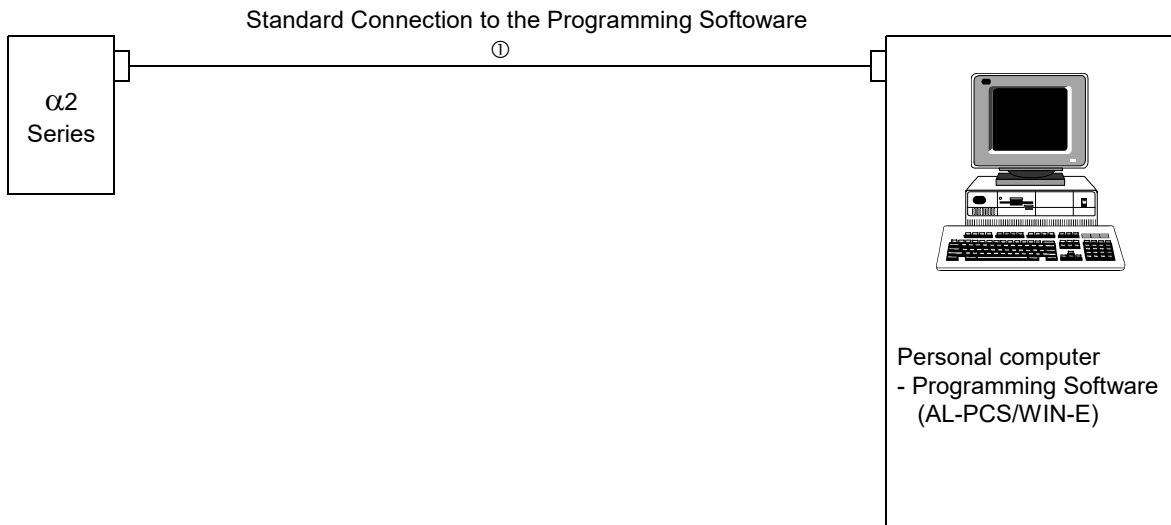 Standard Connection to the Programming Softoware
①
α2
Series
Personal computer
- Programming Software
(AL-PCS/WIN-E)